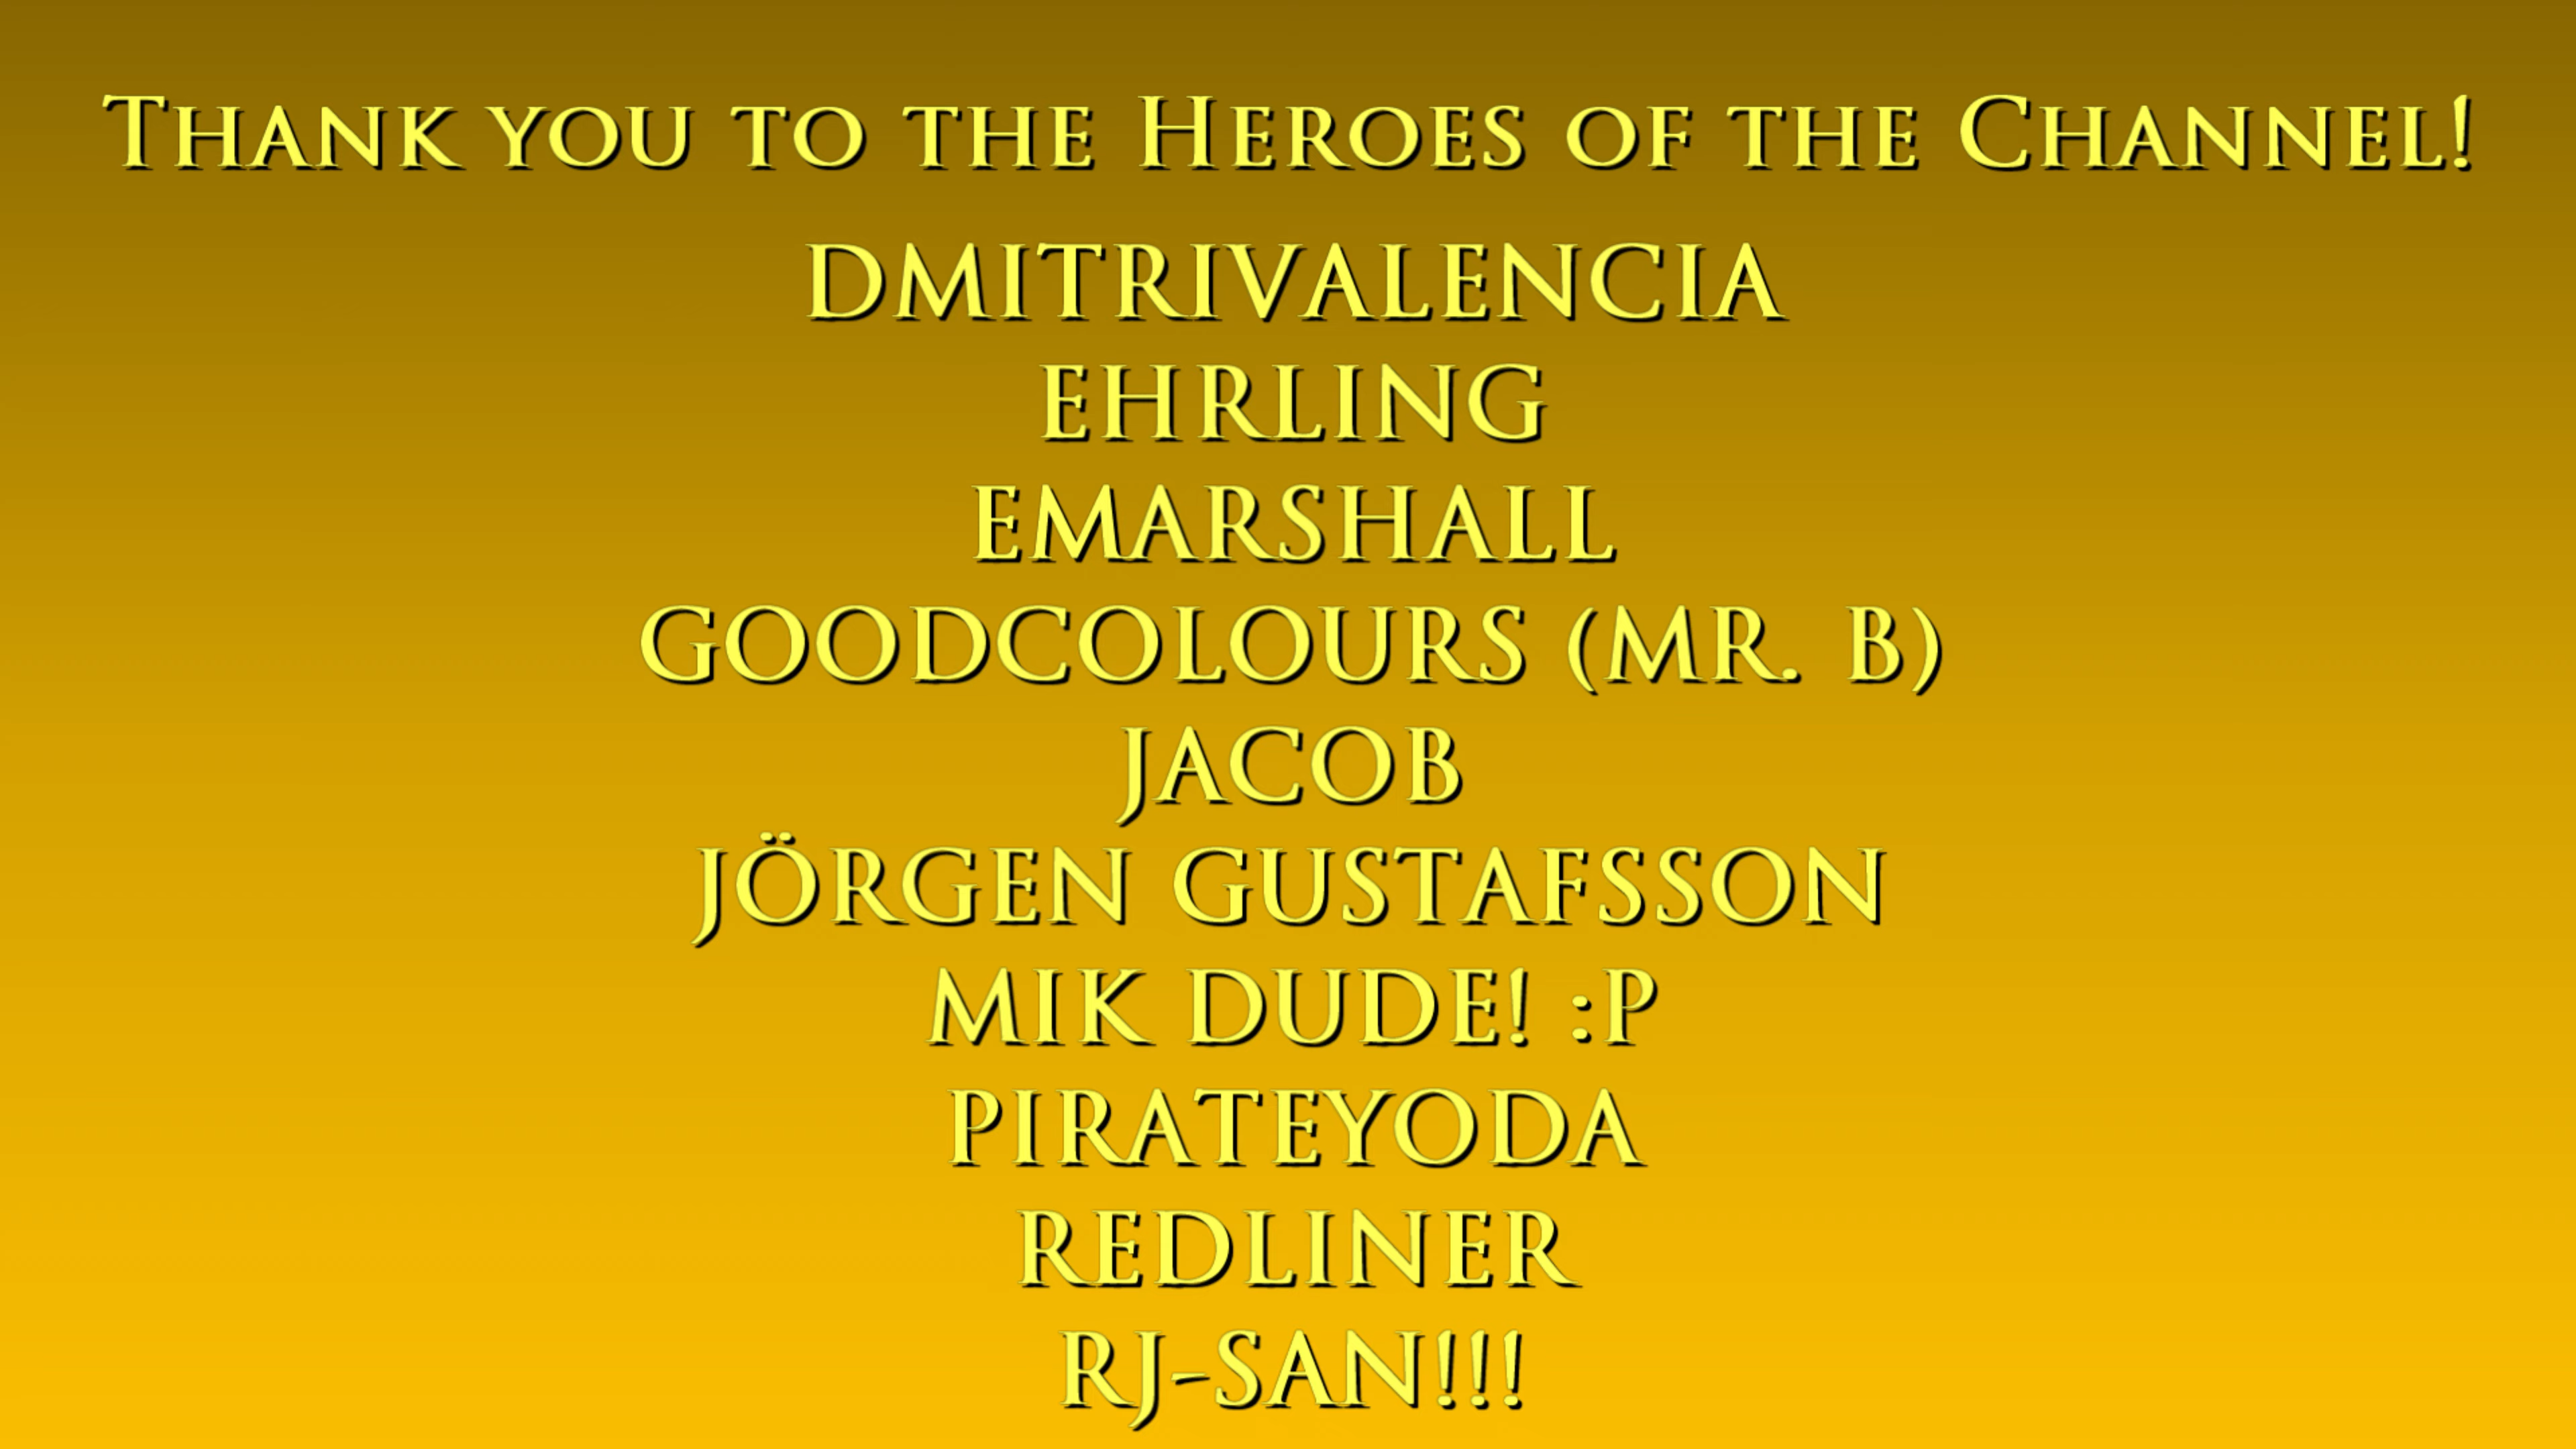 Thank you to the Heroes of the Channel!
DMITRIVALENCIA
EHRLING
EMARSHALL
GOODCOLOURS (MR. B)
JACOB
JÖRGEN GUSTAFSSON
MIK DUDE! :P
PIRATEYODA
REDLINER
RJ-SAN!!!